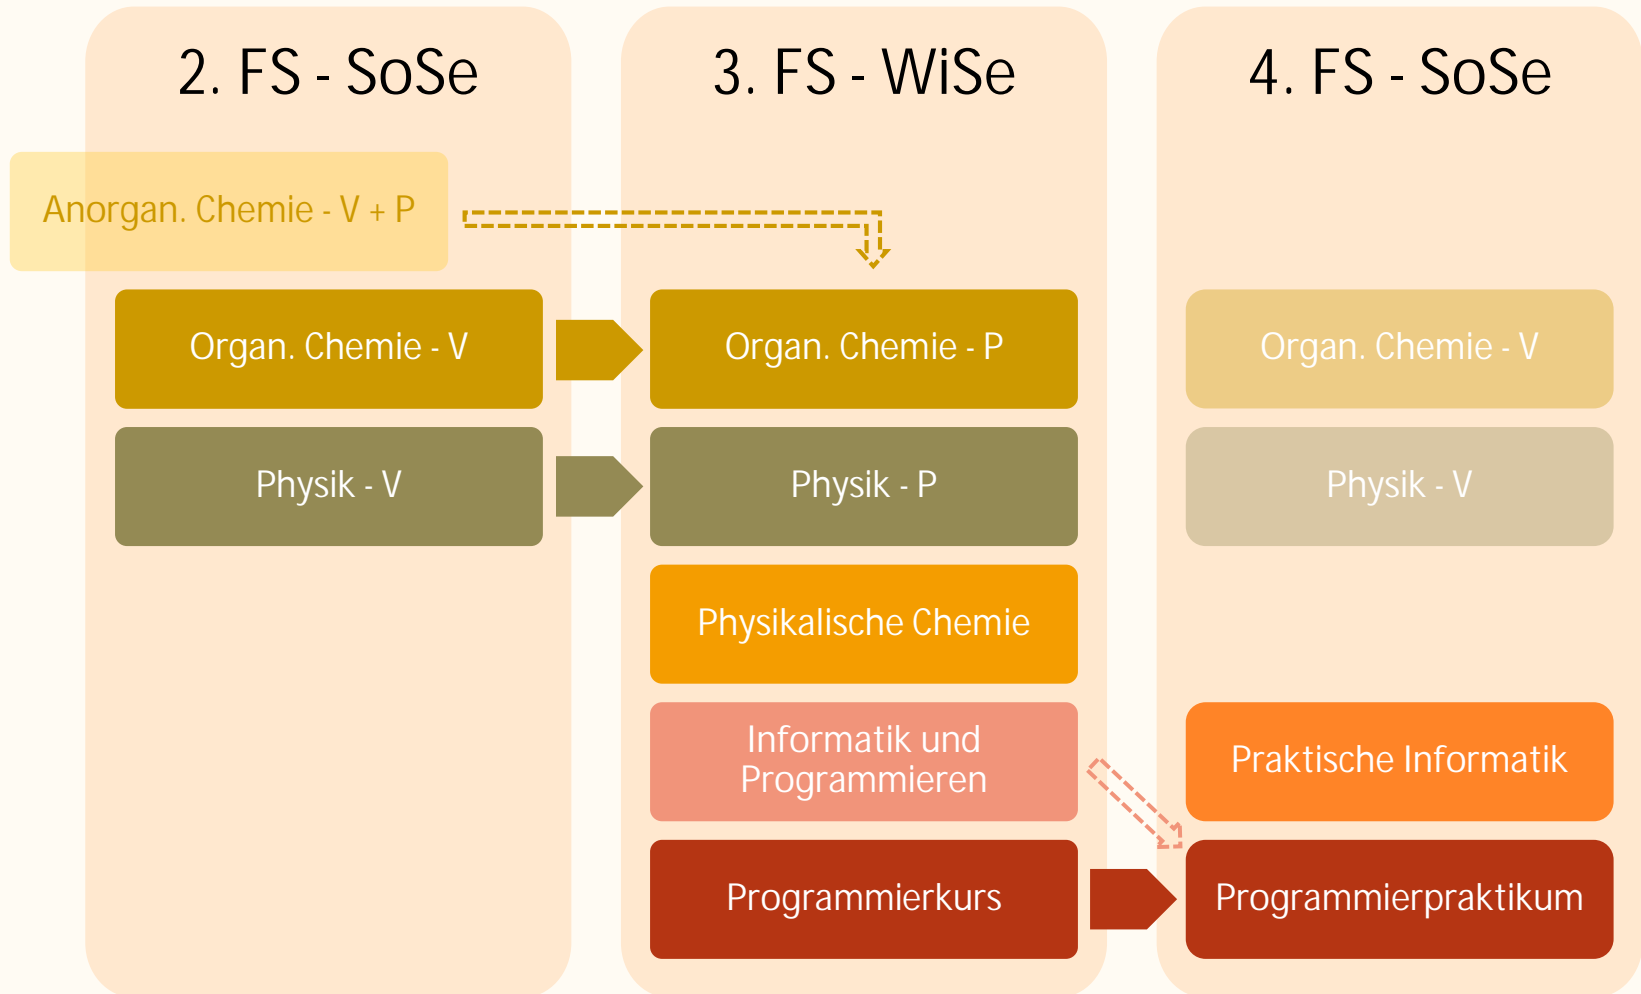 2. FS - SoSe
3. FS - WiSe
4. FS - SoSe
Anorgan. Chemie - V + P
Organ. Chemie - V
Organ. Chemie - P
Organ. Chemie - V
Physik - V
Physik - P
Physik - V
Physikalische Chemie
Informatik und
Programmieren
Praktische Informatik
Programmierkurs
Programmierpraktikum